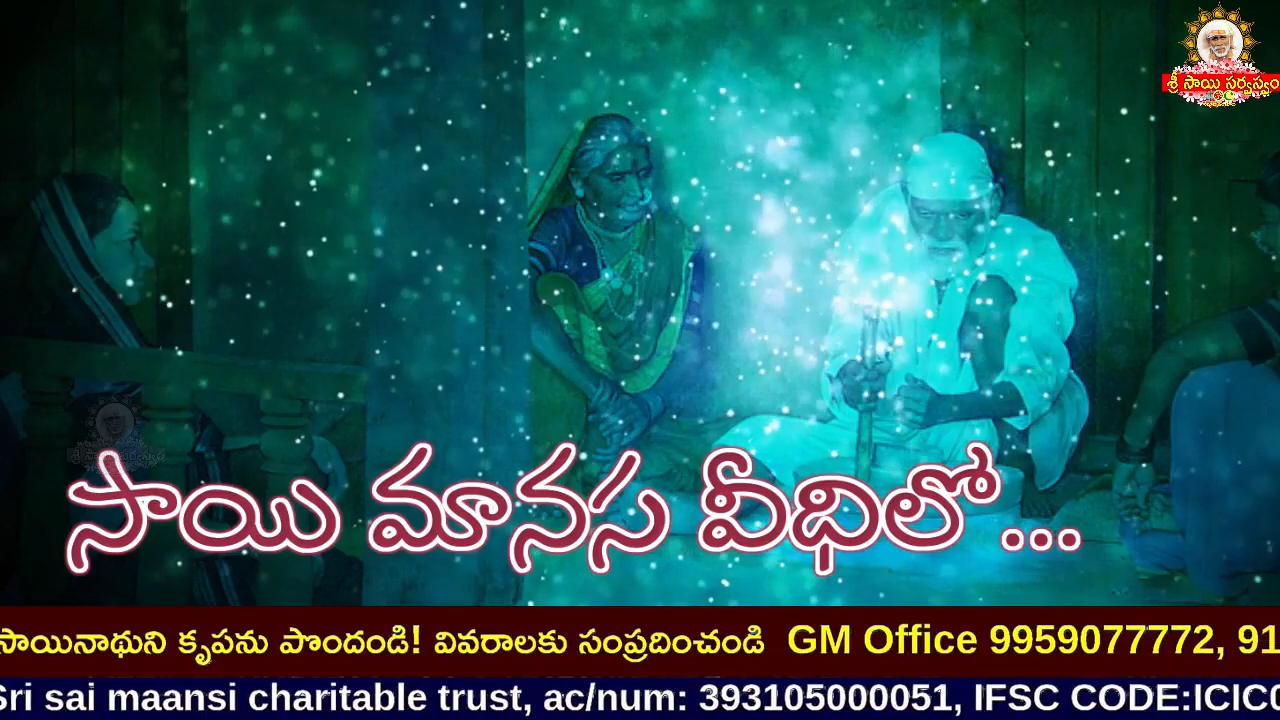 శ్రీ సాయి సర్వస్వం
సాయి మానస వీధిలో...
సాయినాథుని కృపను పొందండి! వివరాలకు సంప్రదించండి GM Office 9959077772, 91
Sri sai maansi charitable trust, ac/num: 393105000051, IFSC CODE:ICIC0